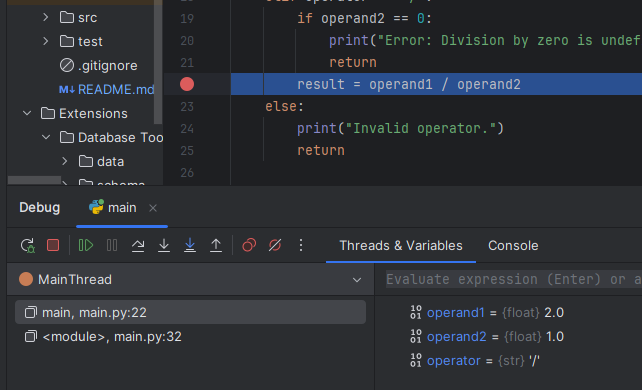 src
test
.gitignore
README.md
Extensions
Database Too
data
schema
19 if operand2 == 0:
20 print("Error: Division by zero is undef
21 return
result = operand1 / operand2
23 else:
24 print("Invalid operator.")
25 return
26
Debug main
Threads & Variables Console
MainThread
main, main.py:22
<module>, main.py:32
Evaluate expression (Enter) or a
operand1 = {float} 2.0
operand2 = {float} 1.0
operator = {str} '/'